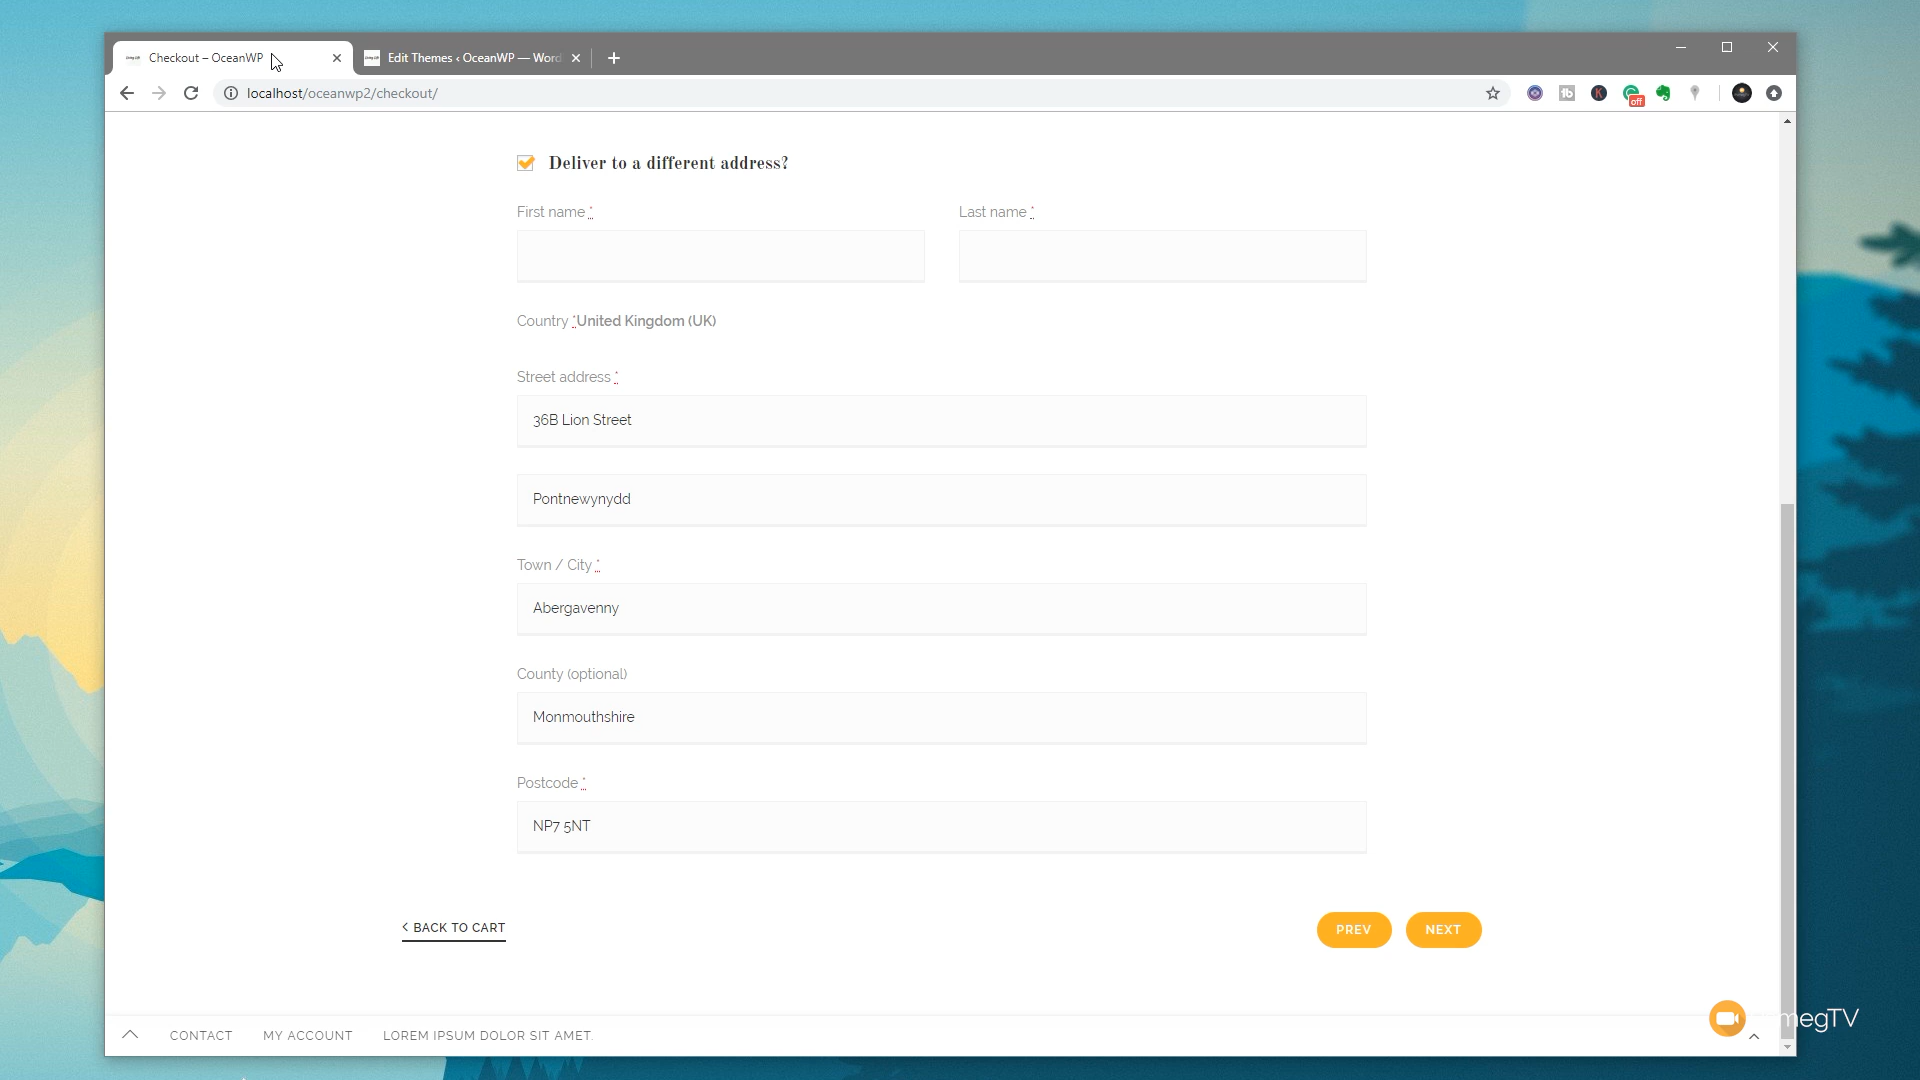 Checkout – OceanWP
Edit Themes ‹ OceanWP — Word
localhost/oceanwp2/checkout/
off
Deliver to a different address?
First name *
Last name *
Country *United Kingdom (UK)
Street address *
36B Lion Street
Pontnewynydd
Town / City *
Abergavenny
County (optional)
Monmouthshire
Postcode *
NP7 5NT
BACK TO CART
PREV
NEXT
CONTACT
MY ACCOUNT
LOREM IPSUM DOLOR SIT AMET.